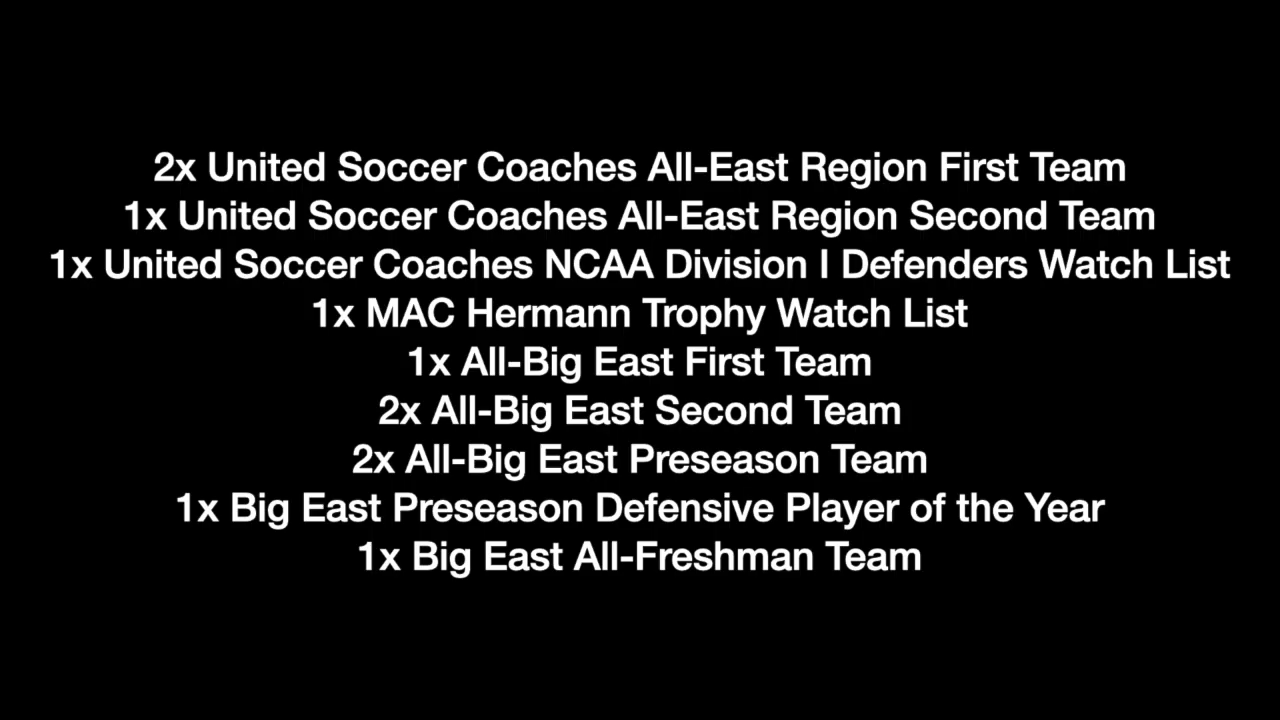 2x United Soccer Coaches All-East Region First Team
1x United Soccer Coaches All-East Region Second Team
1x United Soccer Coaches NCAA Division I Defenders Watch List
1x MAC Hermann Trophy Watch List
1x All-Big East First Team
2x All-Big East Second Team
2x All-Big East Preseason Team
1x Big East Preseason Defensive Player of the Year
1x Big East All-Freshman Team